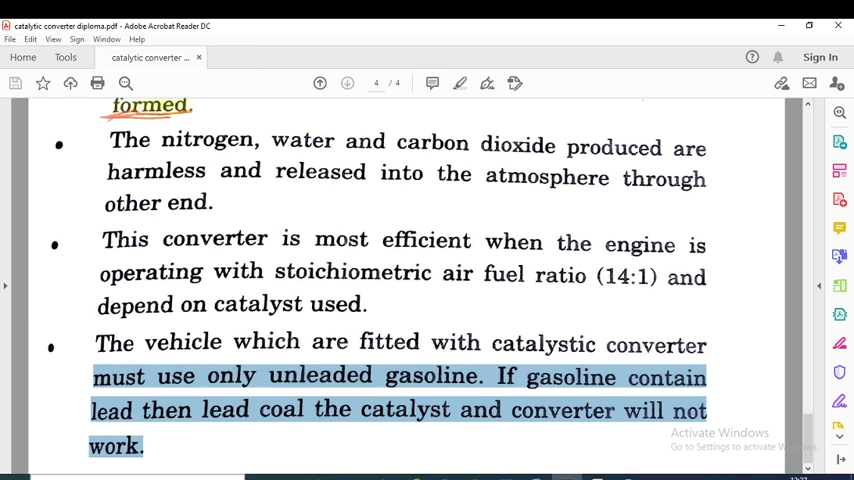 catalytic converter diploma.pdf - Adobe Acrobat Reader DC
File Edit View Sign Window Help
Home Tools catalytic converter ... × Sign In
4 / 4
formed.
• The nitrogen, water and carbon dioxide produced are
harmless and released into the atmosphere through
other end.
• This converter is most efficient when the engine is
operating with stoichiometric air fuel ratio (14:1) and
depend on catalyst used.
• The vehicle which are fitted with catalystic converter
must use only unleaded gasoline. If gasoline contain
lead then lead coal the catalyst and converter will not
work.
Activate Windows
Go to Settings to activate Windows.